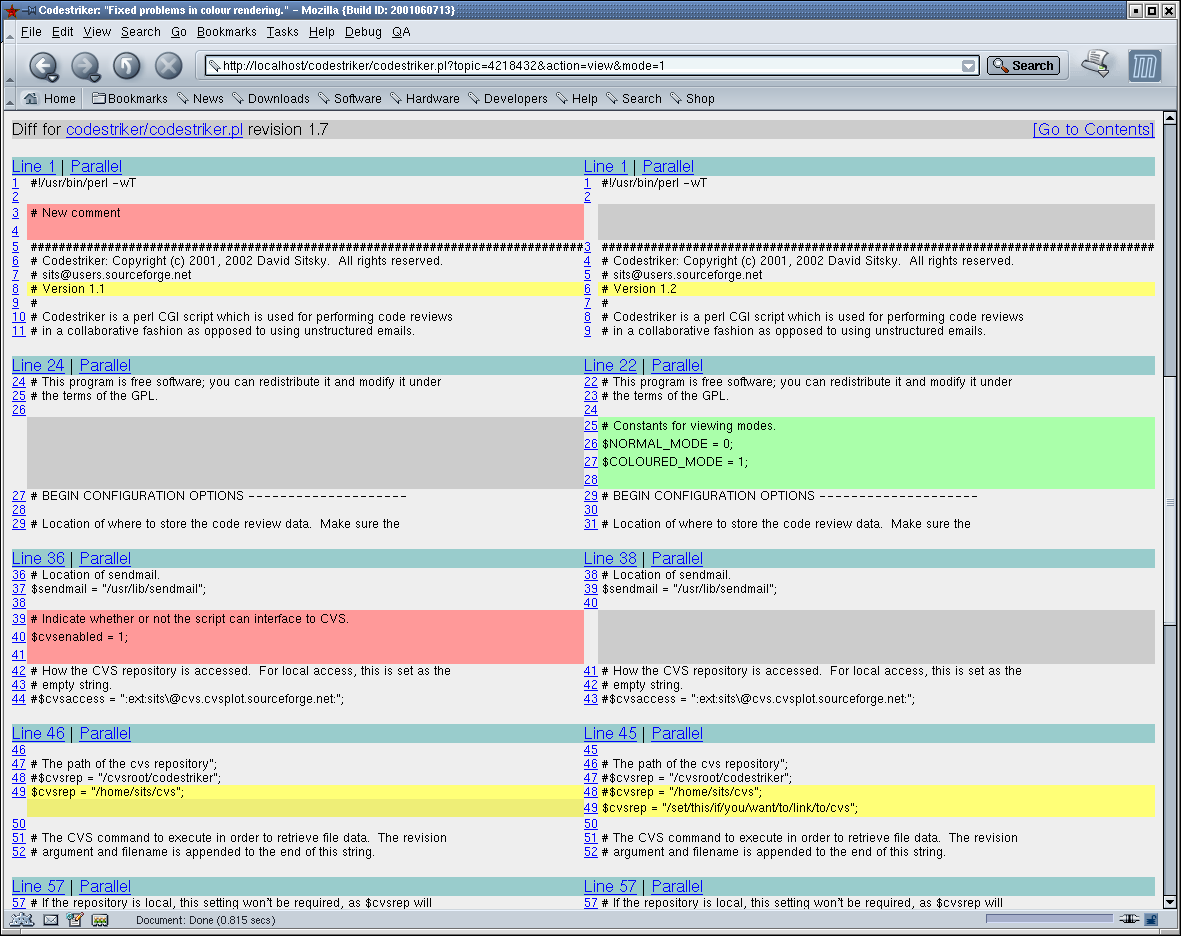 Codestriker: "Fixed problems in colour rendering." - Mozilla {Build ID: 2001060713}
File Edit View Search Go Bookmarks Tasks Help Debug QA
http://localhost/codestriker/codestriker.pl?topic=4218432&action=view&mode=1 Search
Home Bookmarks News Downloads Software Hardware Developers Help Search Shop
Diff for codestriker/codestriker.pl revision 1.7 [Go to Contents]
Line 1 | Parallel Line 1 | Parallel
1 #!/usr/bin/perl -wT 1 #!/usr/bin/perl -wT
2 2
3 # New comment
4
5 ############################################################################### 3 ###############################################################################
6 # Codestriker: Copyright (c) 2001, 2002 David Sitsky.  All rights reserved. 4 # Codestriker: Copyright (c) 2001, 2002 David Sitsky.  All rights reserved.
7 # sits@users.sourceforge.net 5 # sits@users.sourceforge.net
8 # Version 1.1 6 # Version 1.2
9 # 7 #
10 # Codestriker is a perl CGI script which is used for performing code reviews 8 # Codestriker is a perl CGI script which is used for performing code reviews
11 # in a collaborative fashion as opposed to using unstructured emails. 9 # in a collaborative fashion as opposed to using unstructured emails.
Line 24 | Parallel Line 22 | Parallel
24 # This program is free software; you can redistribute it and modify it under 22 # This program is free software; you can redistribute it and modify it under
25 # the terms of the GPL. 23 # the terms of the GPL.
26 24
25 # Constants for viewing modes.
26 $NORMAL_MODE = 0;
27 $COLOURED_MODE = 1;
28
27 # BEGIN CONFIGURATION OPTIONS -------------------- 29 # BEGIN CONFIGURATION OPTIONS --------------------
28 30
29 # Location of where to store the code review data.  Make sure the 31 # Location of where to store the code review data.  Make sure the
Line 36 | Parallel Line 38 | Parallel
36 # Location of sendmail. 38 # Location of sendmail.
37 $sendmail = "/usr/lib/sendmail"; 39 $sendmail = "/usr/lib/sendmail";
38 40
39 # Indicate whether or not the script can interface to CVS.
40 $cvsenabled = 1;
41
42 # How the CVS repository is accessed.  For local access, this is set as the 41 # How the CVS repository is accessed.  For local access, this is set as the
43 # empty string. 42 # empty string.
44 #$cvsaccess = ":ext:sits\@cvs.cvsplot.sourceforge.net:"; 43 #$cvsaccess = ":ext:sits\@cvs.cvsplot.sourceforge.net:";
Line 46 | Parallel Line 45 | Parallel
46 45
47 # The path of the cvs repository"; 46 # The path of the cvs repository";
48 #$cvsrep = "/cvsroot/codestriker"; 47 #$cvsrep = "/cvsroot/codestriker";
49 $cvsrep = "/home/sits/cvs"; 48 #$cvsrep = "/home/sits/cvs";
49 $cvsrep = "/set/this/if/you/want/to/link/to/cvs";
50 50
51 # The CVS command to execute in order to retrieve file data.  The revision 51 # The CVS command to execute in order to retrieve file data.  The revision
52 # argument and filename is appended to the end of this string. 52 # argument and filename is appended to the end of this string.
Line 57 | Parallel Line 57 | Parallel
57 # If the repository is local, this setting won't be required, as $cvsrep will 57 # If the repository is local, this setting won't be required, as $cvsrep will
Document: Done (0.815 secs)